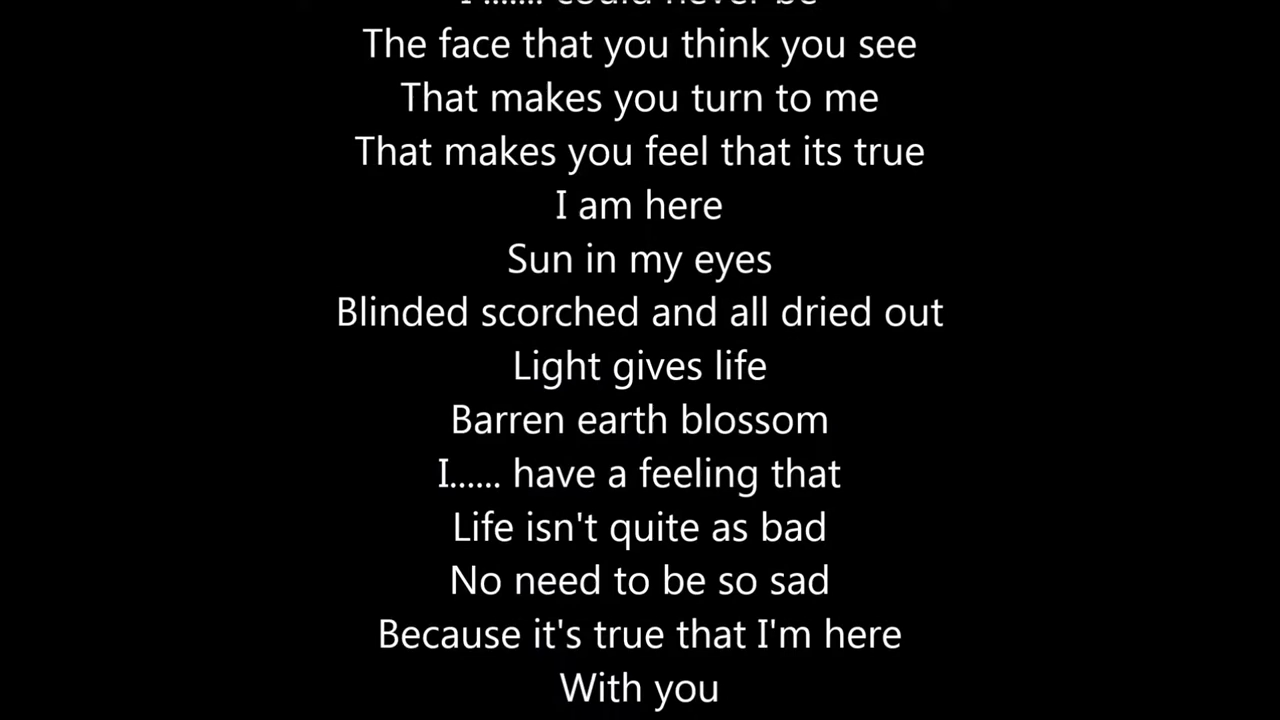 I ....... could never be
The face that you think you see
That makes you turn to me
That makes you feel that its true
I am here
Sun in my eyes
Blinded scorched and all dried out
Light gives life
Barren earth blossom
I...... have a feeling that
Life isn't quite as bad
No need to be so sad
Because it's true that I'm here
With you